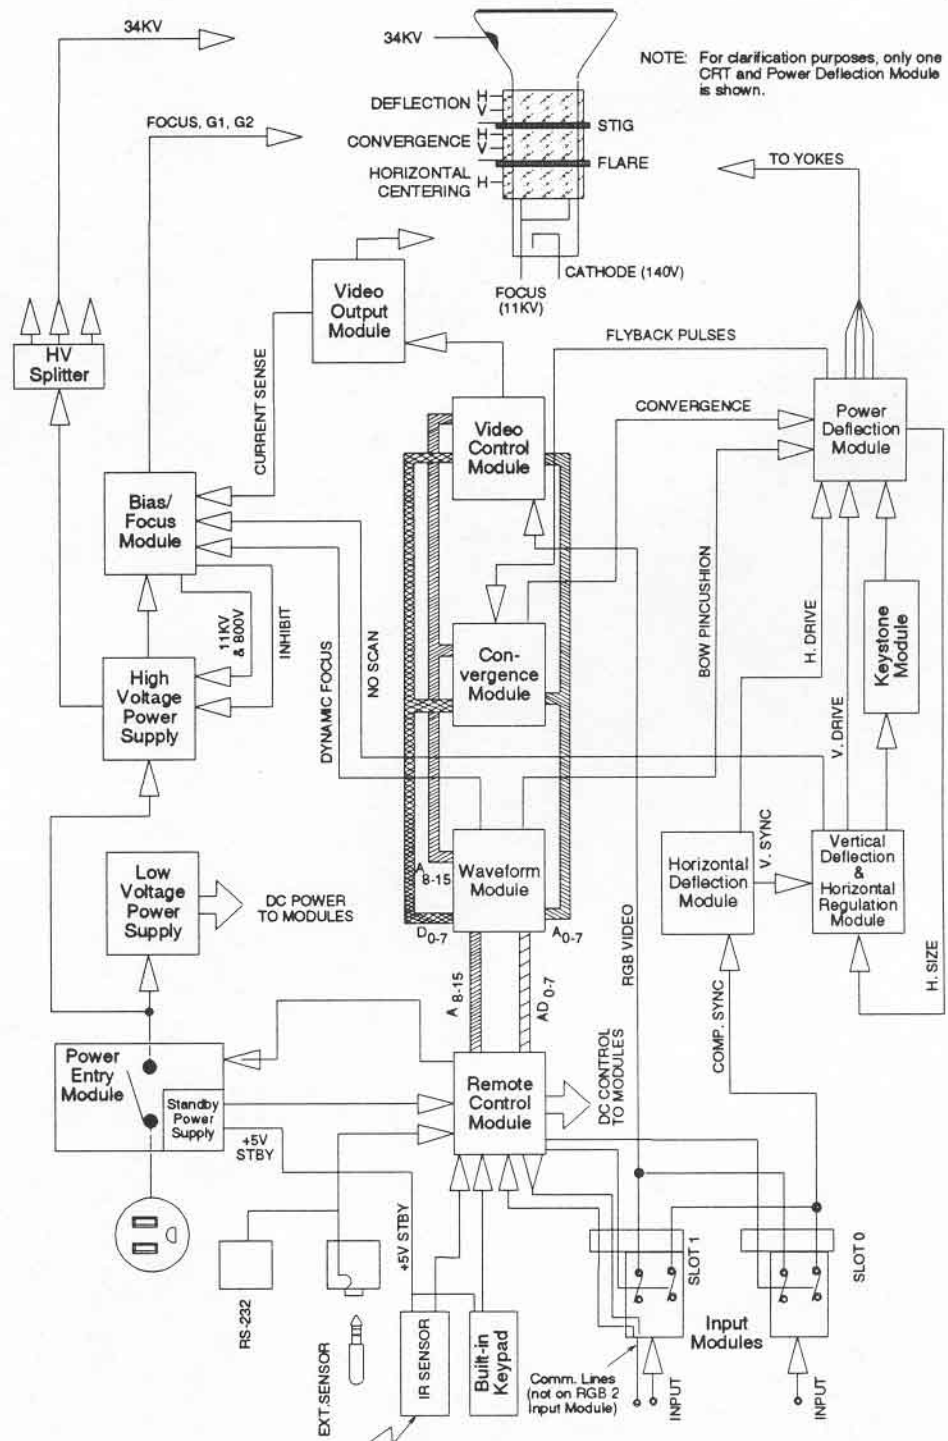 34KV
34KV
NOTE: For clarification purposes, only one
CRT and Power Deflection Module
is shown.
DEFLECTION
H
V
STIG
FOCUS, G1, G2
CONVERGENCE
H
V
FLARE
HORIZONTAL
CENTERING
H
TO YOKES
CATHODE (140V)
FOCUS
(11KV)
Video
Output
Module
FLYBACK PULSES
HV
Splitter
CURRENT SENSE
Video
Control
Module
CONVERGENCE
Power
Deflection
Module
Bias/
Focus
Module
11KV
& 800V
INHIBIT
DYNAMIC FOCUS
NO SCAN
Con-
vergence
Module
BOW PINCUSHION
H. DRIVE
V. DRIVE
Keystone
Module
High
Voltage
Power
Supply
Low
Voltage
Power
Supply
DC POWER
TO MODULES
A 8-15
Waveform
Module
D 0-7
A 0-7
RGB VIDEO
Horizontal
Deflection
Module
V. SYNC
Vertical
Deflection
&
Horizontal
Regulation
Module
H. SIZE
A 8-15
AD 0-7
COMP. SYNC
Power
Entry
Module
Standby
Power
Supply
+5V
STBY
Remote
Control
Module
DC CONTROL
TO MODULES
+5V STBY
RS-232
EXT.SENSOR
IR SENSOR
Built-in
Keypad
SLOT 1
SLOT 0
Input
Modules
Comm. Lines
(not on RGB 2
Input Module)
INPUT
INPUT